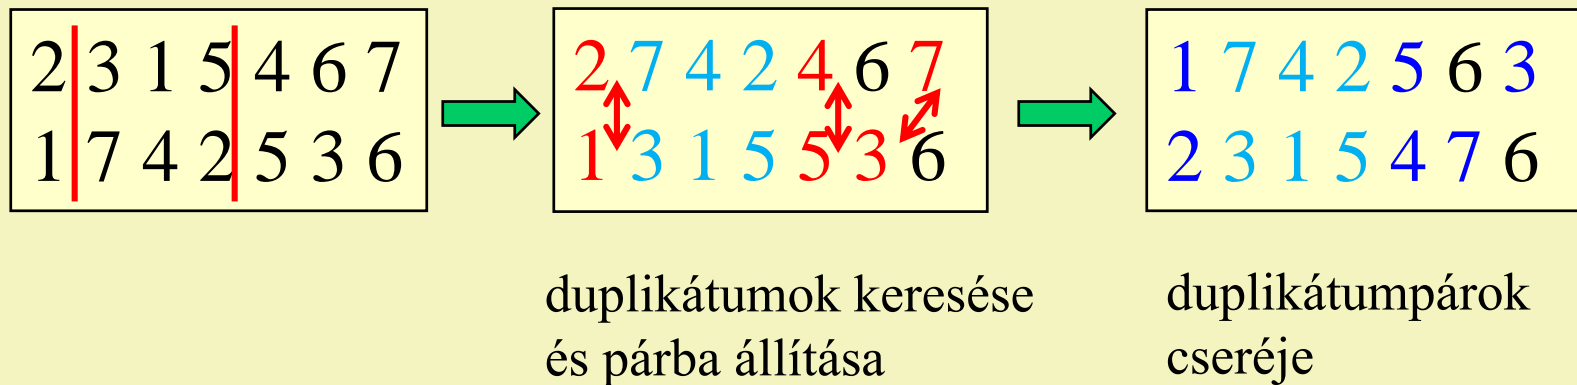 2 3 1 5 4 6 7
1 7 4 2 5 3 6
2 7 4 2 4 6 7
1 3 1 5 5 3 6
1 7 4 2 5 6 3
2 3 1 5 4 7 6
duplikátumok keresése
és párba állítása
duplikátumpárok
cseréje